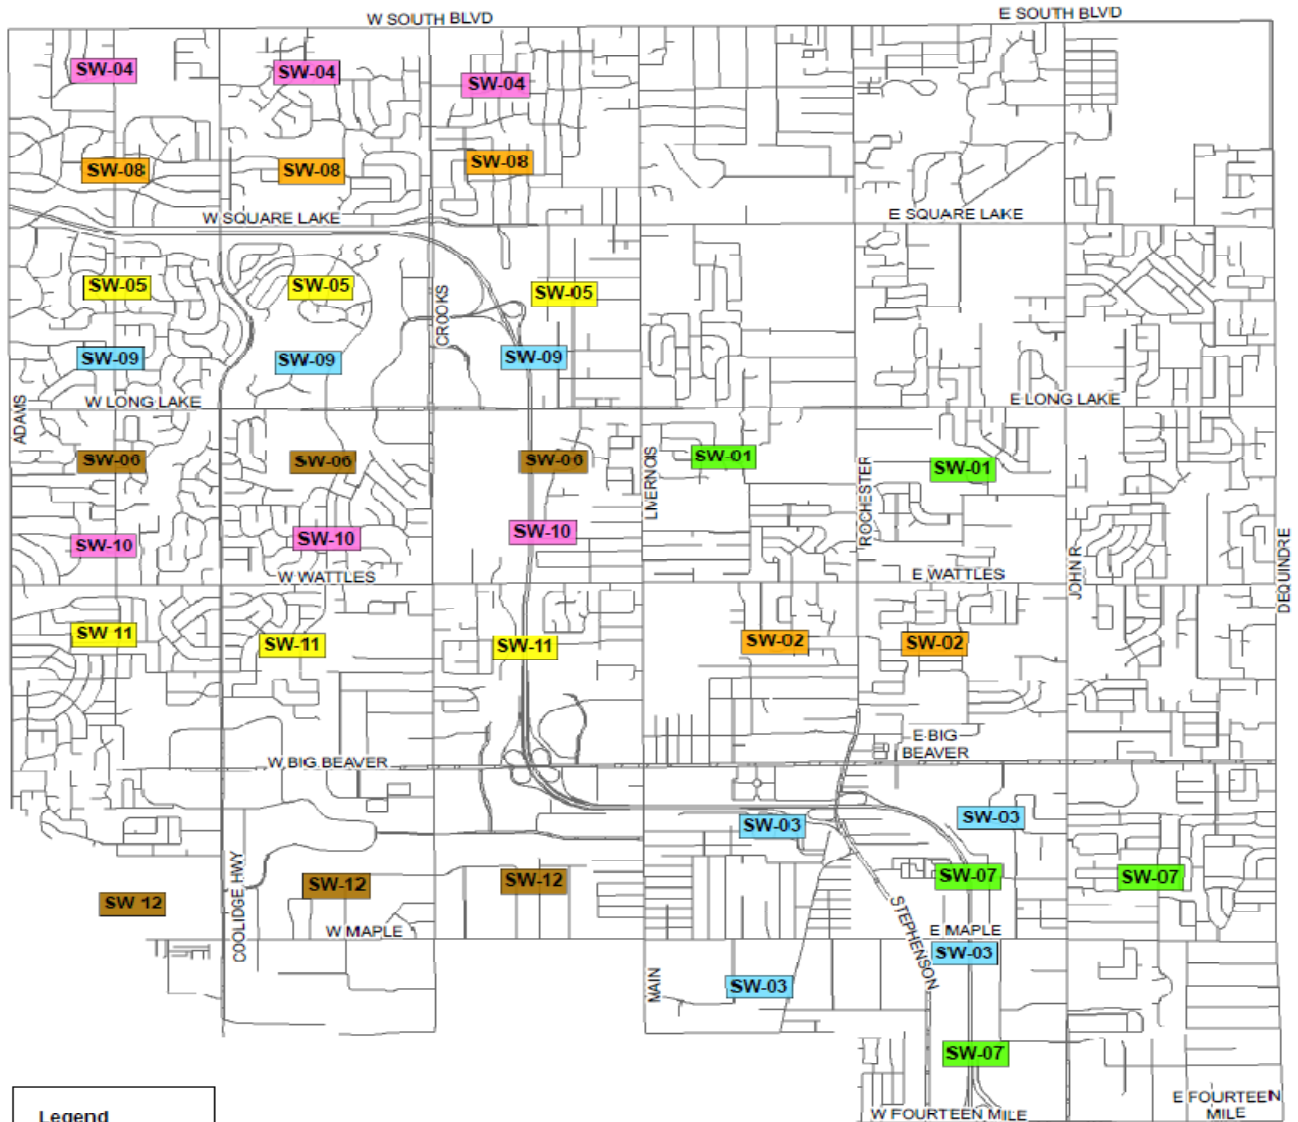 W SOUTH BLVD
E SOUTH BLVD
SW-04
SW-04
SW-04
SW-08
SW-08
SW-08
W SQUARE LAKE
E SQUARE LAKE
SW-05
SW-05
SW-05
CROOKS
SW-09
SW-09
SW-09
ADAMS
W LONG LAKE
E LONG LAKE
SW-06
SW-06
SW-06
SW-01
SW-01
LIVERNOIS
ROCHESTER
SW-10
SW-10
SW-10
W WATTLES
E WATTLES
JOHN R
DEQUINDRE
SW 11
SW-11
SW-11
SW-02
SW-02
W BIG BEAVER
E BIG
BEAVER
SW-03
SW-03
SW 12
SW-12
SW-12
SW-07
SW-07
COOLIDGE HWY
W MAPLE
E MAPLE
STEPHENSON
MAIN
SW-03
SW-03
SW-07
W FOURTEEN MILE
E FOURTEEN
MILE
Legend